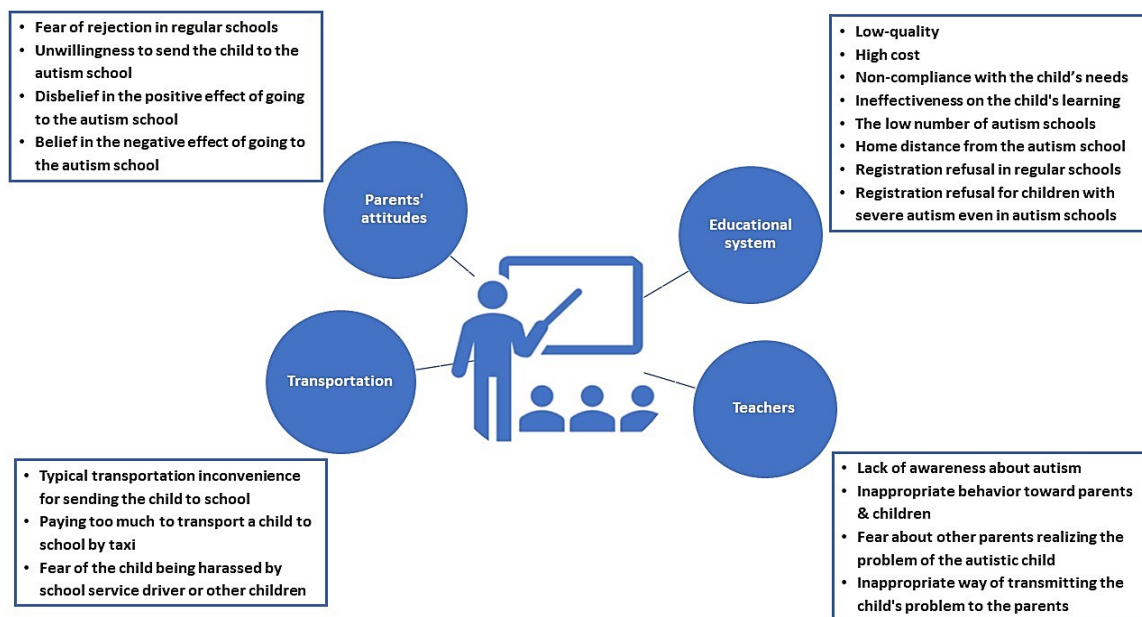 • Fear of rejection in regular schools
• Unwillingness to send the child to the
autism school
• Disbelief in the positive effect of going
to the autism school
• Belief in the negative effect of going to
the autism school
• Low-quality
• High cost
• Non-compliance with the child’s needs
• Ineffectiveness on the child's learning
• The low number of autism schools
• Home distance from the autism school
• Registration refusal in regular schools
• Registration refusal for children with
severe autism even in autism schools
Parents'
attitudes
Educational
system
Transportation
Teachers
• Typical transportation inconvenience
for sending the child to school
• Paying too much to transport a child to
school by taxi
• Fear of the child being harassed by
school service driver or other children
• Lack of awareness about autism
• Inappropriate behavior toward parents
& children
• Fear about other parents realizing the
problem of the autistic child
• Inappropriate way of transmitting the
child's problem to the parents